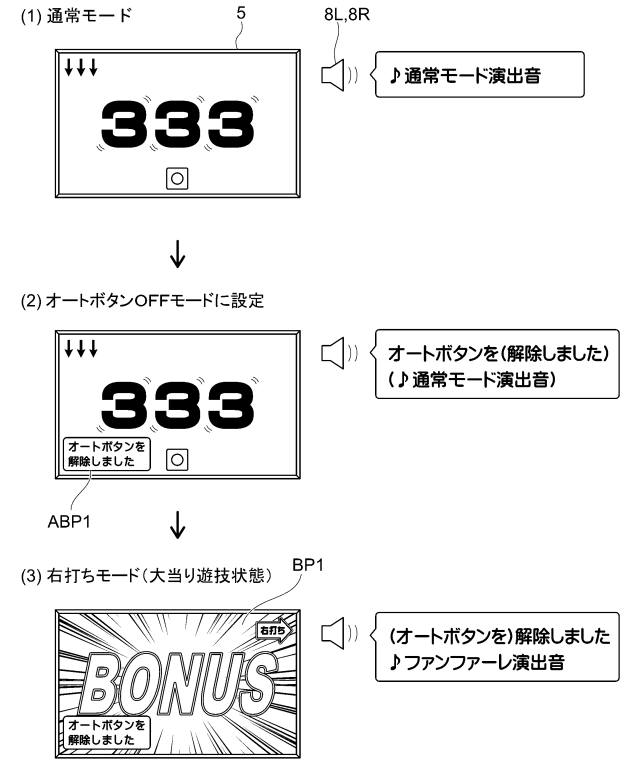 (1) 通常モード
5
8L,8R
↓↓↓
333
♪通常モード演出音
(2) オートボタンOFFモードに設定
↓↓↓
333
オートボタンを
解除しました
オートボタンを(解除しました)
(♪通常モード演出音)
ABP1
(3) 右打ちモード(大当り遊技状態)
BP1
右打ち
BONUS
オートボタンを
解除しました
(オートボタンを)解除しました
♪ファンファーレ演出音